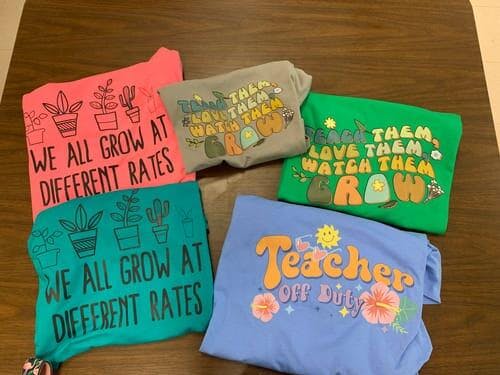 WE ALL GROW AT
DIFFERENT RATES
TEACH THEM,
LOVE THEM,
WATCH THEM
GROW
TEACH THEM,
LOVE THEM,
WATCH THEM
GROW
WE ALL GROW AT
DIFFERENT RATES
Teacher
Off Duty